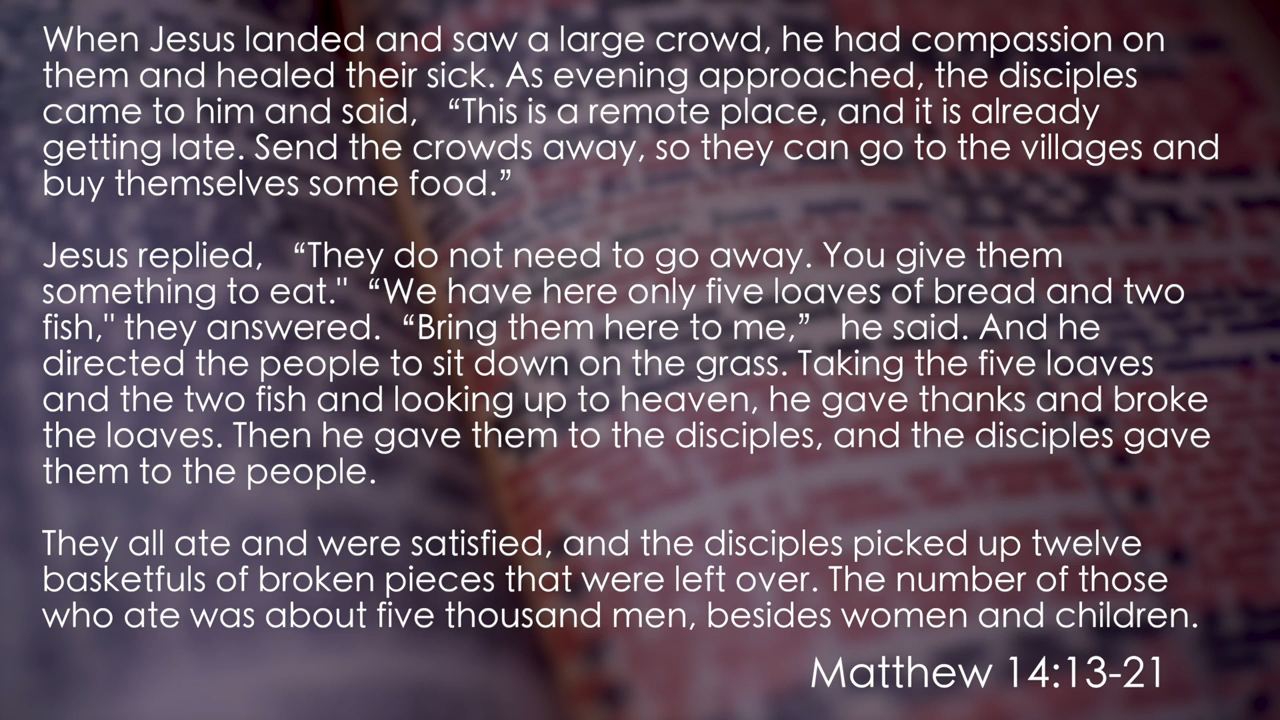 When Jesus landed and saw a large crowd, he had compassion on
them and healed their sick. As evening approached, the disciples
came to him and said,   “This is a remote place, and it is already
getting late. Send the crowds away, so they can go to the villages and
buy themselves some food.”
Jesus replied,   “They do not need to go away. You give them
something to eat."  “We have here only five loaves of bread and two
fish," they answered.  “Bring them here to me,”   he said. And he
directed the people to sit down on the grass. Taking the five loaves
and the two fish and looking up to heaven, he gave thanks and broke
the loaves. Then he gave them to the disciples, and the disciples gave
them to the people.
They all ate and were satisfied, and the disciples picked up twelve
basketfuls of broken pieces that were left over. The number of those
who ate was about five thousand men, besides women and children.
Matthew 14:13-21